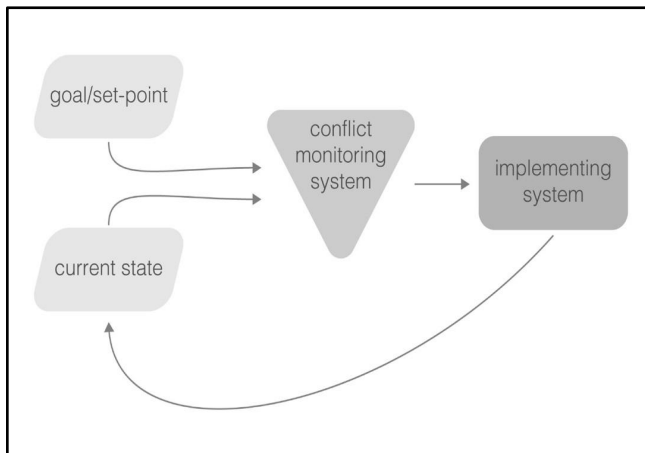 goal/set-point
conflict
monitoring
system
implementing
system
current state